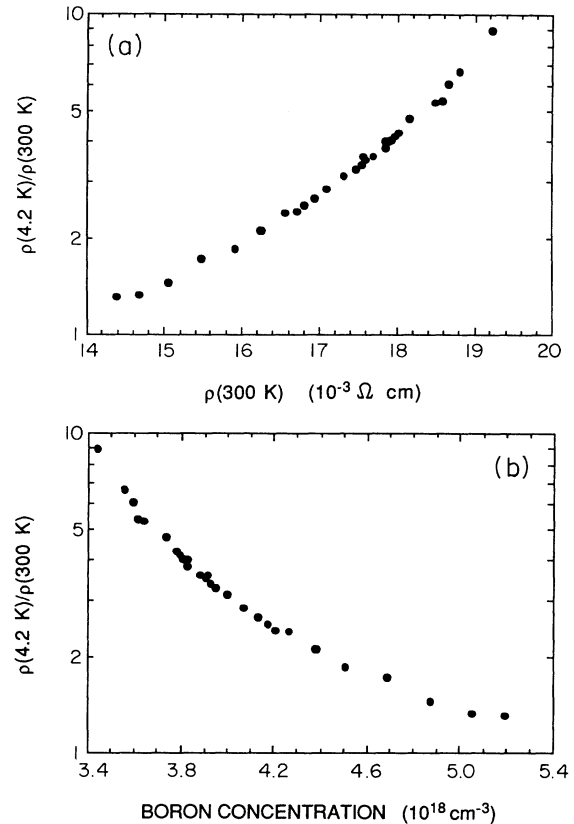 10
(a)
5
2
1
ρ(4.2 K)/ρ(300 K)
14 15 16 17 18 19 20
ρ(300 K) (10⁻³ Ω cm)
10
(b)
5
2
1
ρ(4.2 K)/ρ(300 K)
3.4 3.8 4.2 4.6 5.0 5.4
BORON CONCENTRATION (10¹⁸ cm⁻³)